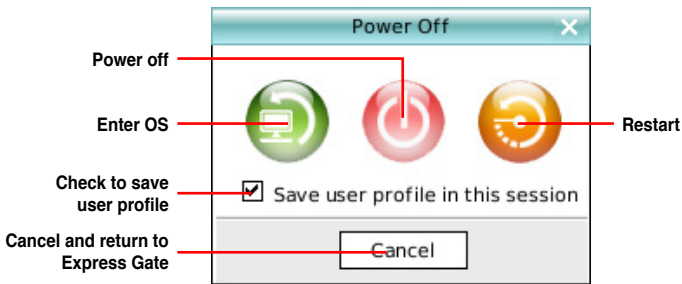 Power Off
Power off
Enter OS
Restart
Check to save
user profile
Save user profile in this session
Cancel and return to
Express Gate
Cancel